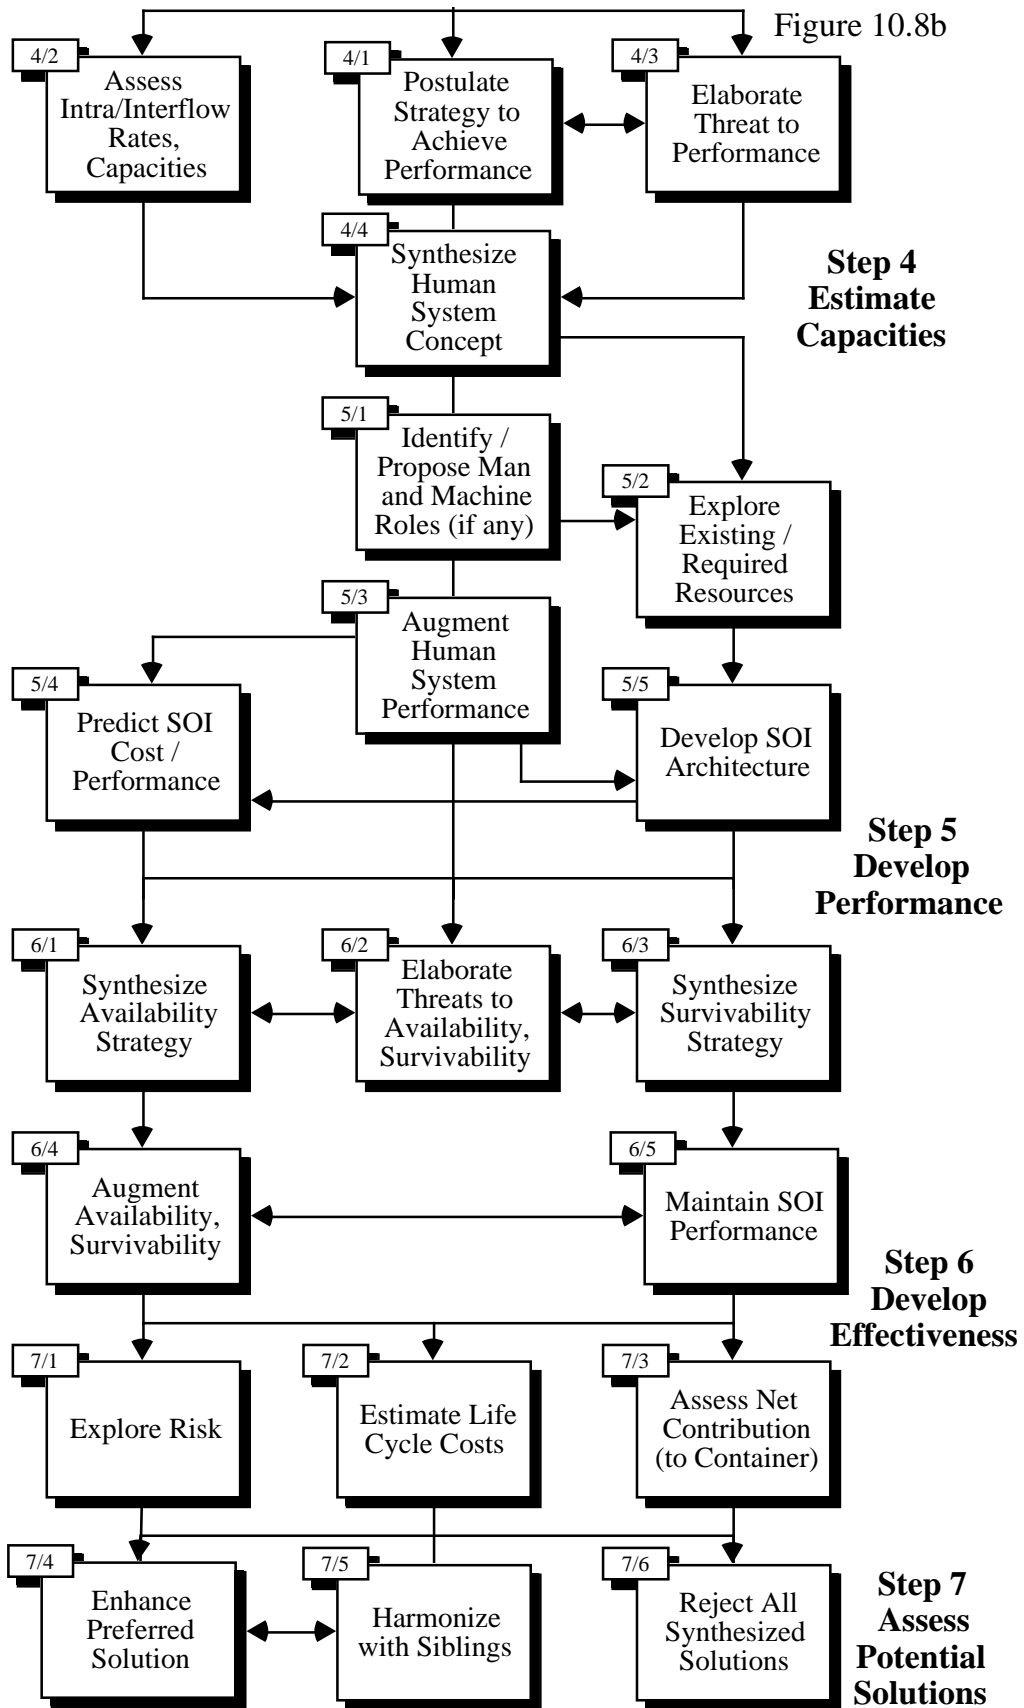 Figure 10.8b
4/2
Assess
Intra/Interflow
Rates,
Capacities
4/1
Postulate
Strategy to
Achieve
Performance
4/3
Elaborate
Threat to
Performance
4/4
Synthesize
Human
System
Concept
Step 4
Estimate
Capacities
5/1
Identify /
Propose Man
and Machine
Roles (if any)
5/2
Explore
Existing /
Required
Resources
5/3
Augment
Human
System
Performance
5/4
Predict SOI
Cost /
Performance
5/5
Develop SOI
Architecture
Step 5
Develop
Performance
6/1
Synthesize
Availability
Strategy
6/2
Elaborate
Threats to
Availability,
Survivability
6/3
Synthesize
Survivability
Strategy
6/4
Augment
Availability,
Survivability
6/5
Maintain SOI
Performance
Step 6
Develop
Effectiveness
7/1
Explore Risk
7/2
Estimate Life
Cycle Costs
7/3
Assess Net
Contribution
(to Container)
7/4
Enhance
Preferred
Solution
7/5
Harmonize
with Siblings
7/6
Reject All
Synthesized
Solutions
Step 7
Assess
Potential
Solutions